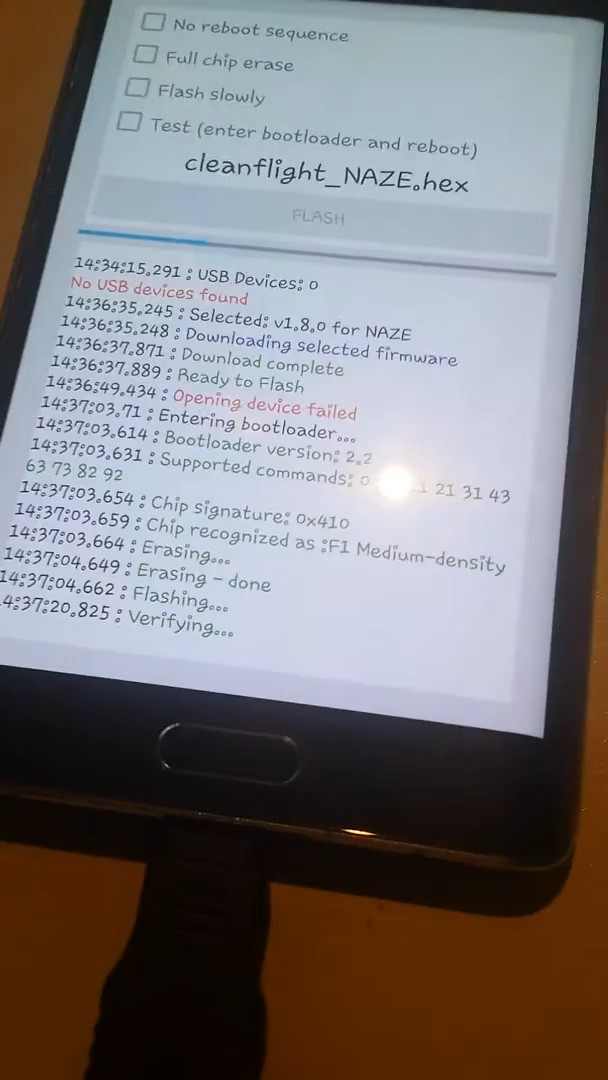 No reboot sequence
Full chip erase
Flash slowly
Test (enter bootloader and reboot)
cleanflight_NAZE.hex
FLASH
14:34:15.291 : USB Devices: 0
No USB devices found
14:36:35.245 : Selected: v1.8.0 for NAZE
14:36:35.248 : Downloading selected firmware
14:36:37.871 : Download complete
14:36:37.889 : Ready to Flash
14:36:49.434 : Opening device failed
14:37:03.71 : Entering bootloader...
14:37:03.614 : Bootloader version: 2.2
14:37:03.631 : Supported commands: 0 21 31 43
63 73 82 92
14:37:03.654 : Chip signature: 0x410
14:37:03.659 : Chip recognized as :F1 Medium-density
14:37:03.664 : Erasing...
14:37:04.649 : Erasing - done
14:37:04.662 : Flashing...
4:37:20.825 : Verifying...